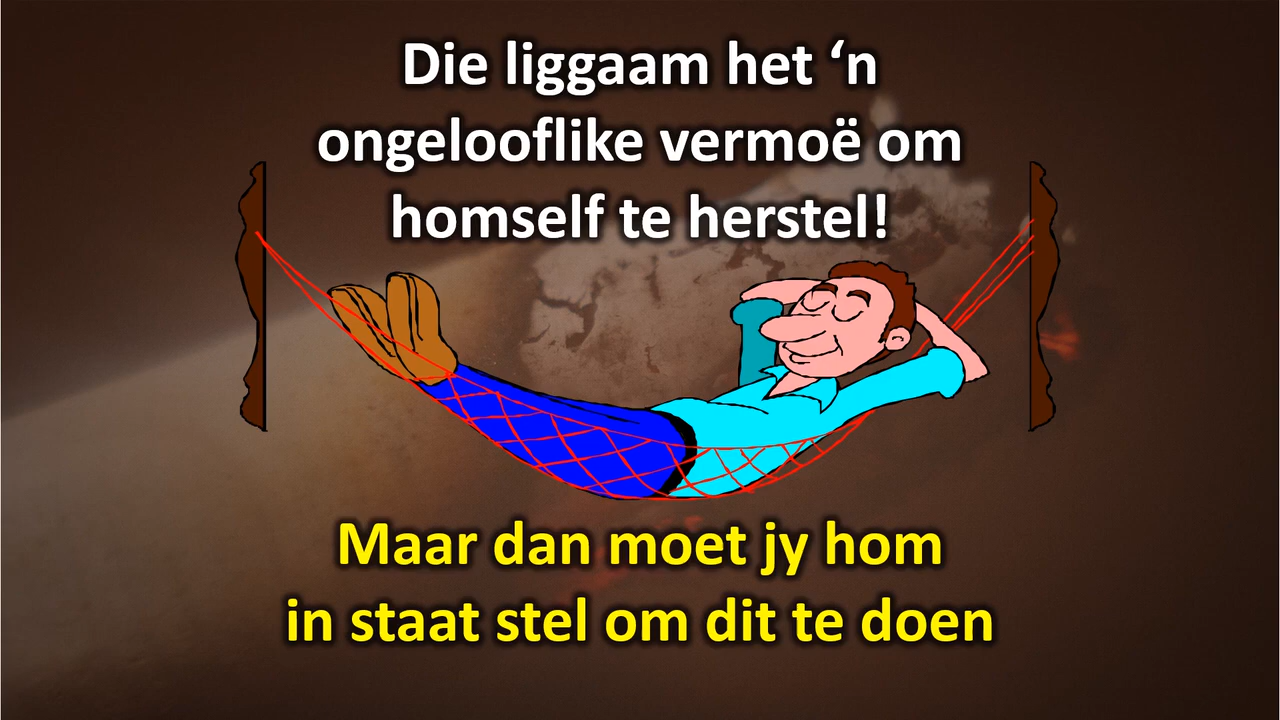 Die liggaam het ‘n
ongelooflike vermoë om
homself te herstel!
Maar dan moet jy hom
in staat stel om dit te doen